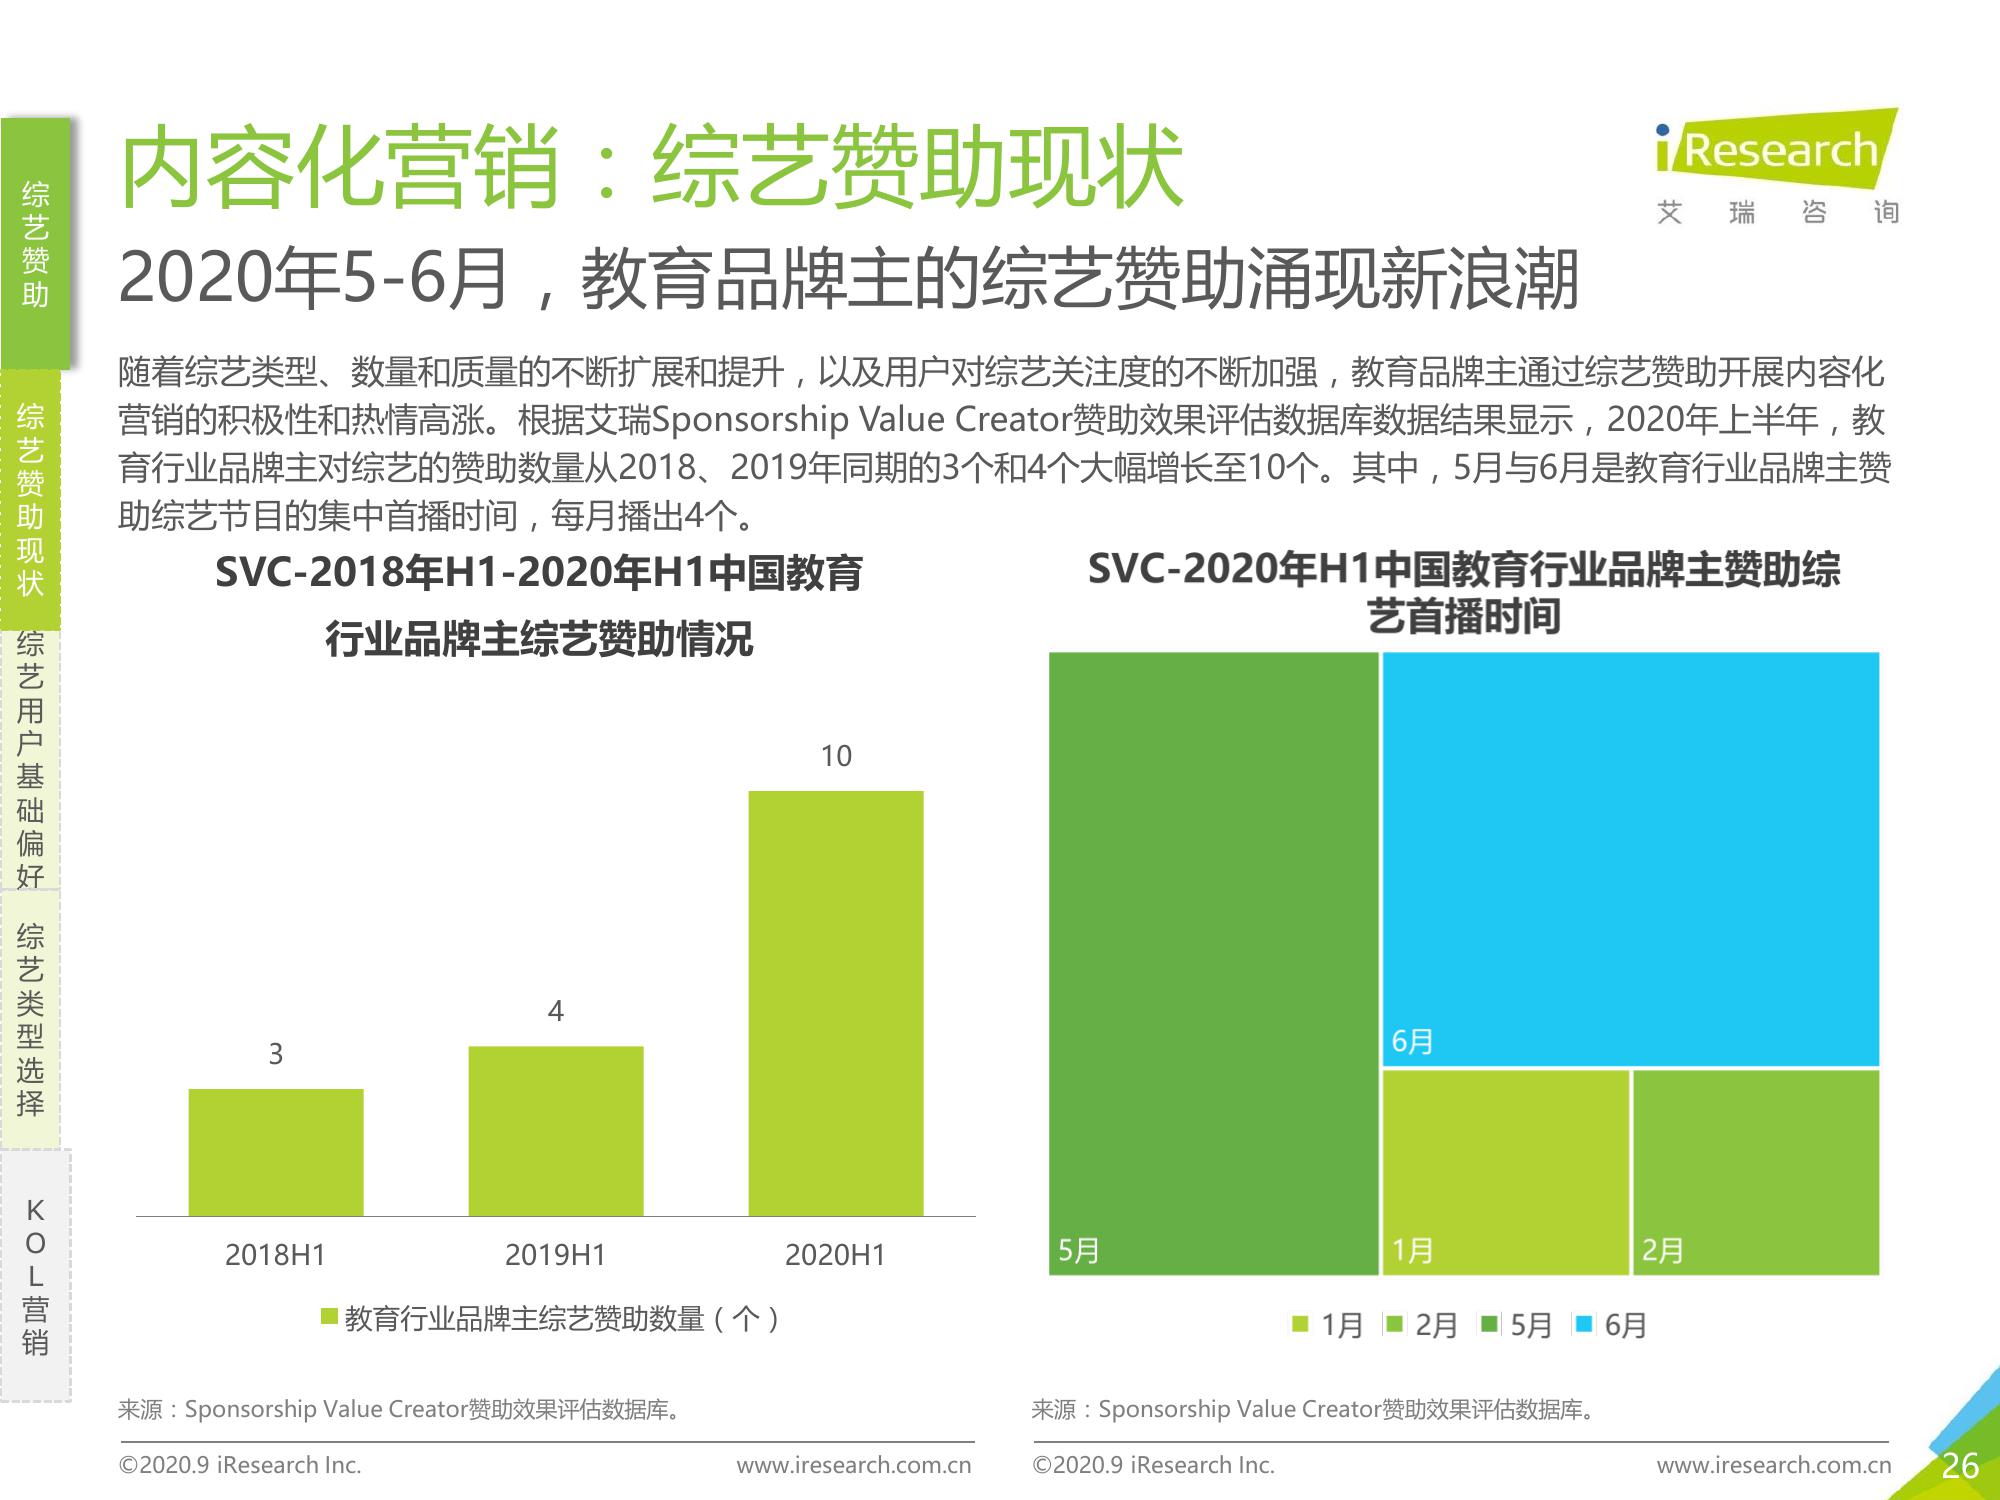 内容化营销：综艺赞助现状
iResearch
艾瑞咨询
2020年5-6月，教育品牌主的综艺赞助涌现新浪潮
随着综艺类型、数量和质量的不断扩展和提升，以及用户对综艺关注度的不断加强，教育品牌主通过综艺赞助开展内容化
营销的积极性和热情高涨。根据艾瑞Sponsorship Value Creator赞助效果评估数据库数据结果显示，2020年上半年，教
育行业品牌主对综艺的赞助数量从2018、2019年同期的3个和4个大幅增长至10个。其中，5月与6月是教育行业品牌主赞
助综艺节目的集中首播时间，每月播出4个。
综艺赞助
综艺赞助现状
综艺用户基础偏好
综艺类型选择
KOL营销
SVC-2018年H1-2020年H1中国教育
行业品牌主综艺赞助情况
10
4
3
2018H1 2019H1 2020H1
教育行业品牌主综艺赞助数量（个）
来源：Sponsorship Value Creator赞助效果评估数据库。
©2020.9 iResearch Inc. www.iresearch.com.cn
SVC-2020年H1中国教育行业品牌主赞助综
艺首播时间
6月
5月 1月 2月
1月 2月 5月 6月
来源：Sponsorship Value Creator赞助效果评估数据库。
©2020.9 iResearch Inc. www.iresearch.com.cn
26